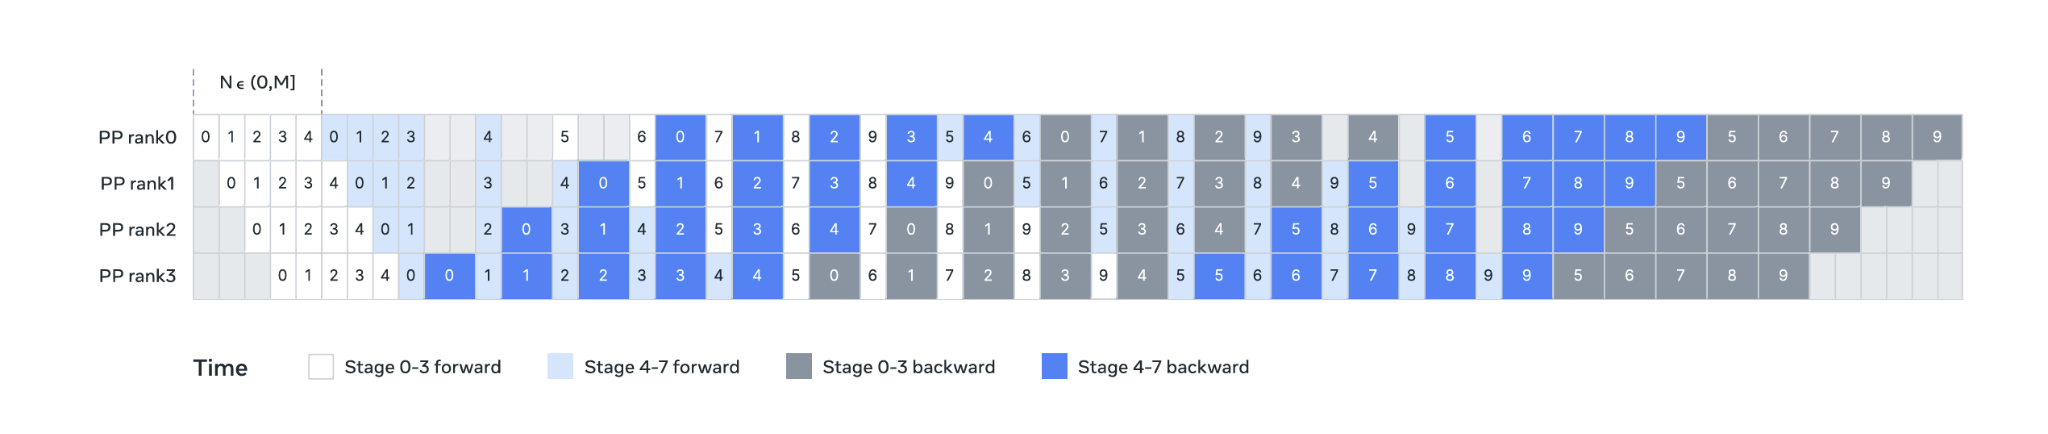 N ϵ (0,M]
PP rank0 0 1 2 3 4 0 1 2 3 4 5 6 0 7 1 8 2 9 3 5 4 6 0 7 1 8 2 9 3 4 5 6 7 8 9 5 6 7 8 9
PP rank1 0 1 2 3 4 0 1 2 3 4 0 5 1 6 2 7 3 8 4 9 0 5 1 6 2 7 3 8 4 9 5 6 7 8 9 5 6 7 8 9
PP rank2 0 1 2 3 4 0 1 2 0 3 1 4 2 5 3 6 4 7 0 8 1 9 2 5 3 6 4 7 5 8 6 9 7 8 9 5 6 7 8 9
PP rank3 0 1 2 3 4 0 0 1 1 2 2 3 3 4 4 5 0 6 1 7 2 8 3 9 4 5 5 6 6 7 7 8 8 9 9 5 6 7 8 9
Time Stage 0-3 forward Stage 4-7 forward Stage 0-3 backward Stage 4-7 backward